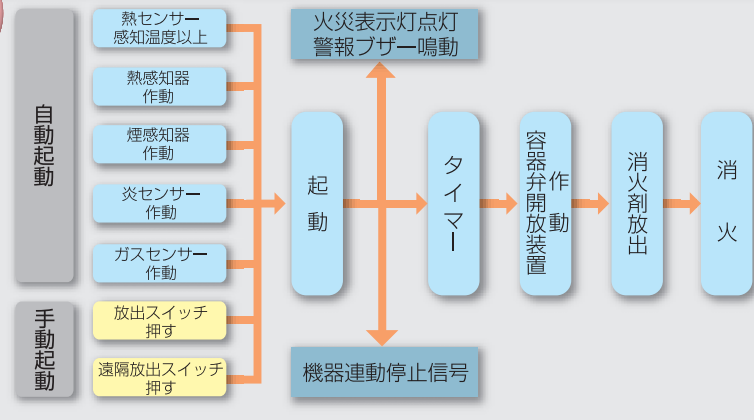 自動起動
熱センサー
感知温度以上
熱感知器
作動
煙感知器
作動
炎センサー
作動
ガスセンサー
作動
手動起動
放出スイッチ
押す
遠隔放出スイッチ
押す
起動
火災表示灯点灯
警報ブザー鳴動
機器連動停止信号
タイマー
容器弁開放装置
作動
消火剤放出
消火